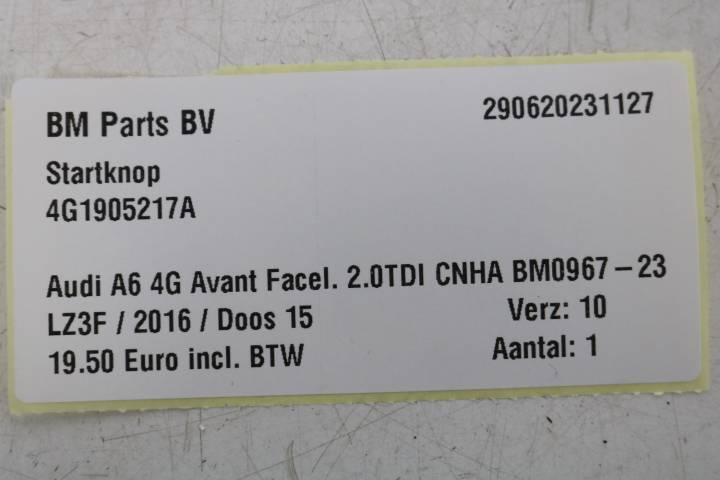 BM Parts BV 290620231127
Startknop
4G1905217A
Audi A6 4G Avant Facel. 2.0TDI CNHA BM0967-23
LZ3F / 2016 / Doos 15 Verz: 10
19.50 Euro incl. BTW Aantal: 1